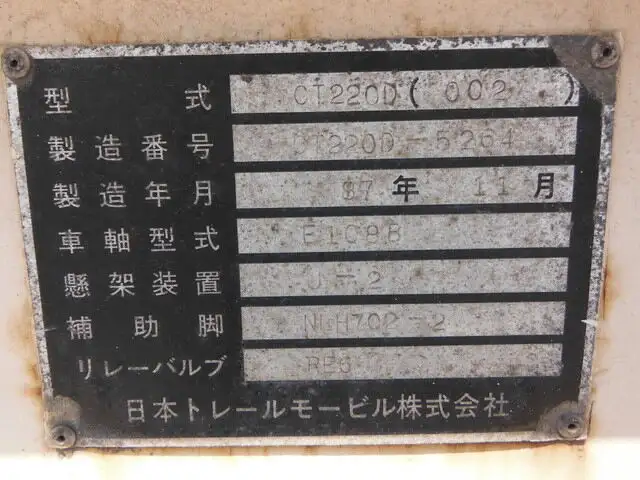 型式 CT220D(002)
製造番号 CT220D-5264
製造年月 87年 11月
車軸型式 E1C8B
懸架装置 J-2
補助脚 NLH702-2
リレーバルブ RE6
日本トレールモービル株式会社